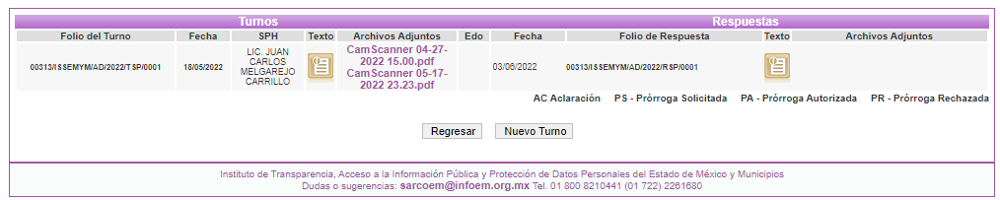 Turnos Respuestas
Folio del Turno Fecha SPH Texto Archivos Adjuntos Edo Fecha Folio de Respuesta Texto Archivos Adjuntos
00313/ISSEMYM/AD/2022/TSP/0001 18/05/2022
LIC. JUAN
CARLOS
MELGAREJO
CARRILLO
CamScanner 04-27-
2022 15.00.pdf
CamScanner 05-17-
2022 23.23.pdf
03/06/2022 00313/ISSEMYM/AD/2022/RSP/0001
AC Aclaración PS - Prórroga Solicitada PA - Prórroga Autorizada PR - Prórroga Rechazada
Regresar Nuevo Turno
Instituto de Transparencia, Acceso a la Información Pública y Protección de Datos Personales del Estado de México y Municipios
Dudas o sugerencias: sarcoem@infoem.org.mx Tel. 01 800 8210441 (01 722) 2261680